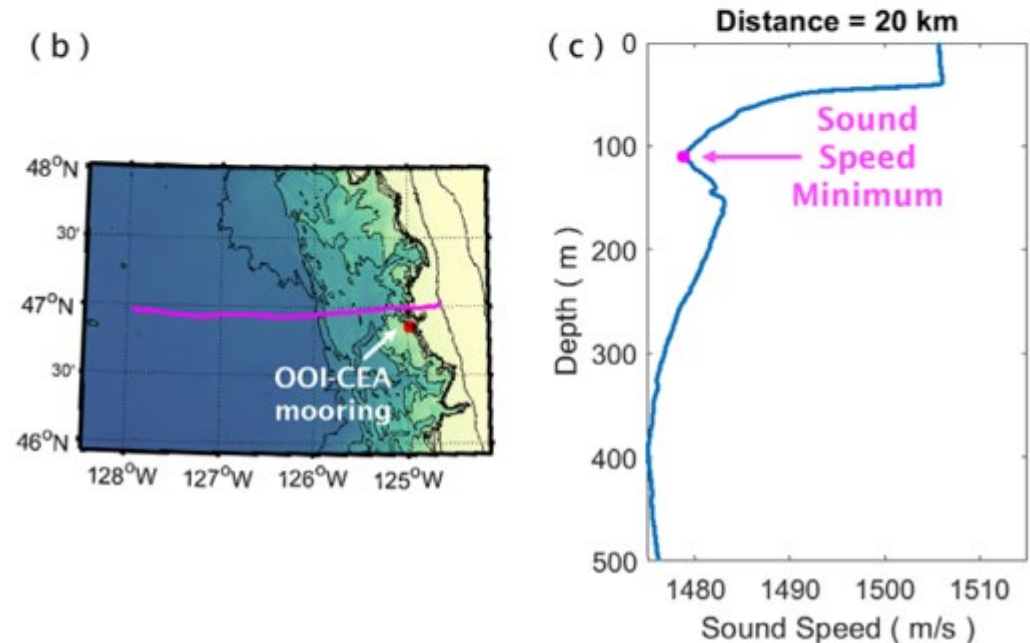 ( b )
48°N
30'
47°N
30'
46°N
128°W 127°W 126°W 125°W
OOI-CEA
mooring
( c )
Distance = 20 km
0
100
200
300
400
500
Depth ( m )
Sound
Speed
Minimum
1480 1490 1500 1510
Sound Speed ( m/s )